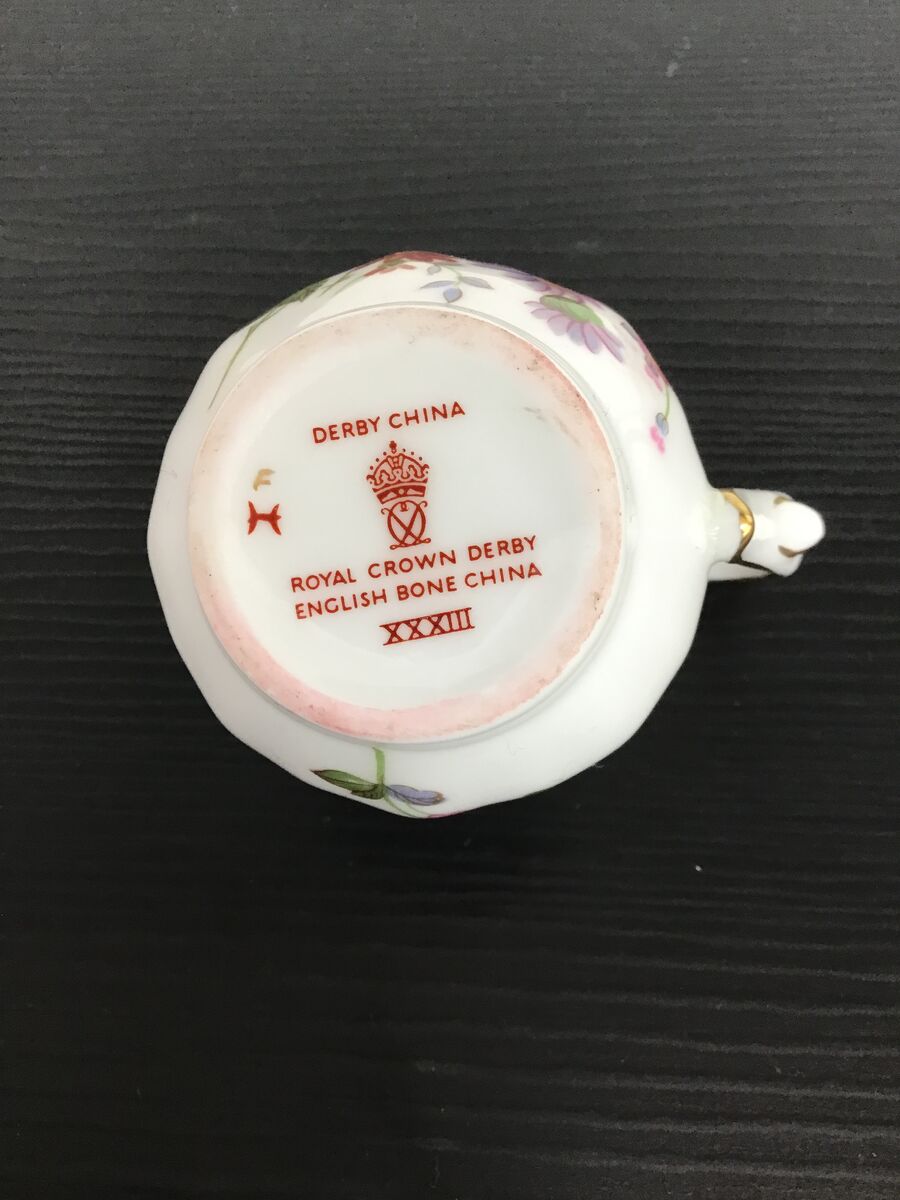 DERBY CHINA
F
ROYAL CROWN DERBY
ENGLISH BONE CHINA
XXXIII